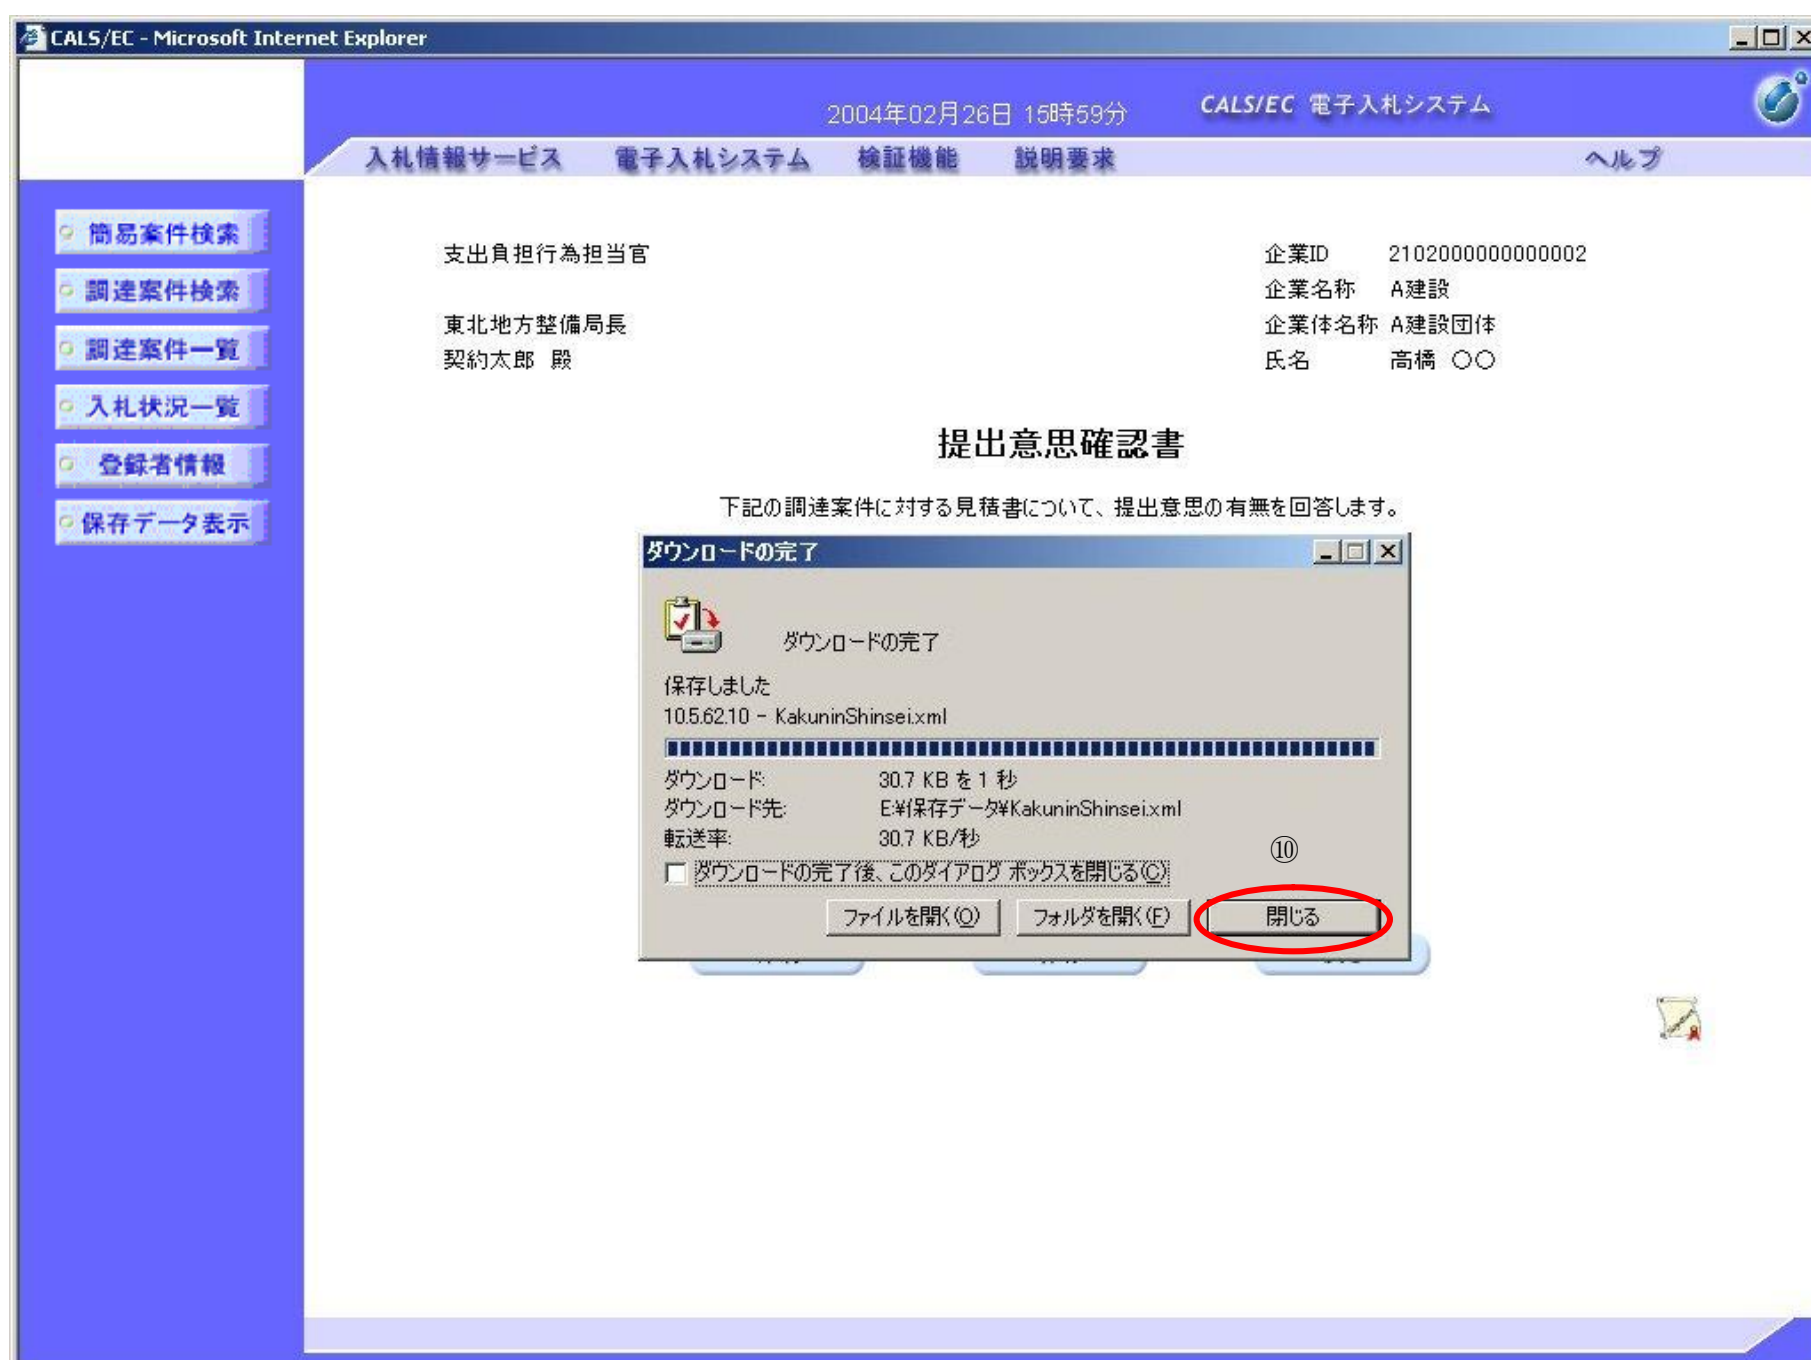 CALS/EC - Microsoft Internet Explorer
2004年02月26日 15時59分
CALS/EC 電子入札システム
入札情報サービス 電子入札システム 検証機能 説明要求 ヘルプ
簡易案件検索
調達案件検索
調達案件一覧
入札状況一覧
登録者情報
保存データ表示
支出負担行為担当官
東北地方整備局長
契約太郎 殿
企業ID 2102000000000002
企業名称 A建設
企業体名称 A建設団体
氏名 高橋 〇〇
提出意思確認書
下記の調達案件に対する見積書について、提出意思の有無を回答します。
ダウンロードの完了
ダウンロードの完了
保存しました
10.5.62.10 - KakuninShinsei.xml
ダウンロード: 30.7 KB を 1 秒
ダウンロード先: E:¥保存データ¥KakuninShinsei.xml
転送率: 30.7 KB/秒
⑩
ダウンロードの完了後、このダイアログ ボックスを閉じる(C)
ファイルを開く(O) フォルダを開く(F) 閉じる